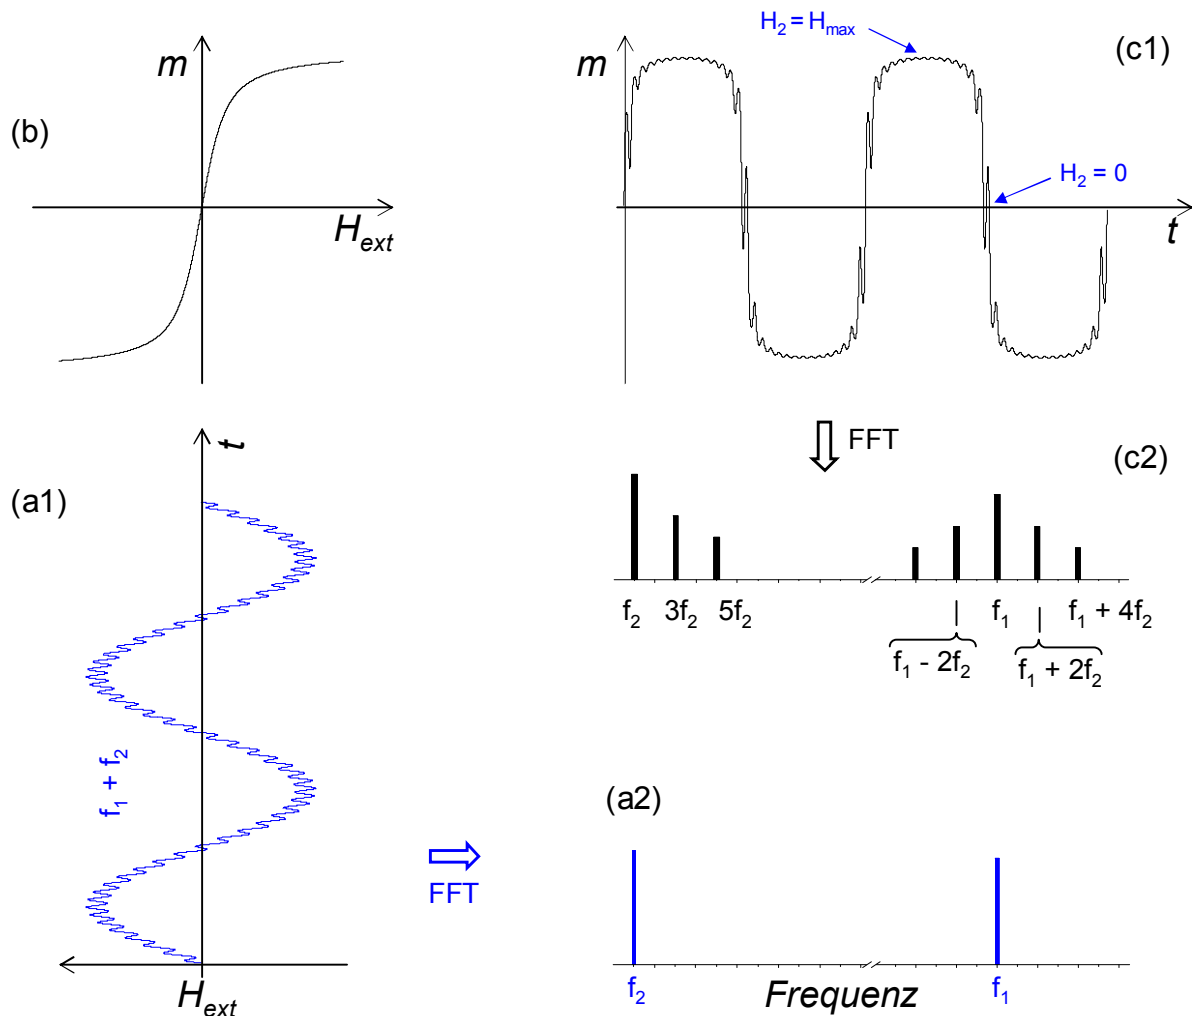 (b)
m
H_ext
H₂ = H_max
(c1)
m
H₂ = 0
t
FFT
(c2)
f₂ 3f₂ 5f₂ f₁ f₁ + 4f₂
f₁ - 2f₂ f₁ + 2f₂
(a1)
t
f₁ + f₂
H_ext
FFT
(a2)
f₂ Frequenz f₁